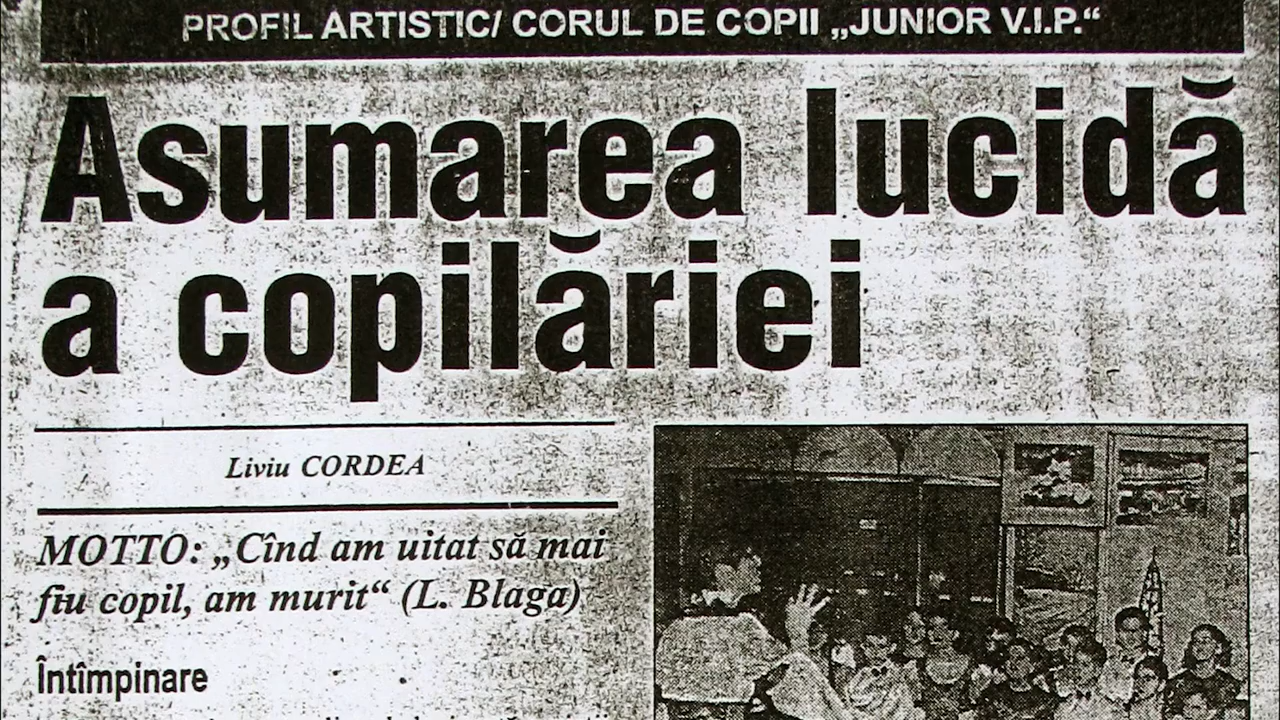 PROFIL ARTISTIC/ CORUL DE COPII „JUNIOR V.I.P.“
Asumarea lucidă
a copilăriei
Liviu CORDEA
MOTTO: „Cînd am uitat să mai
fiu copil, am murit“ (L. Blaga)
Întîmpinare